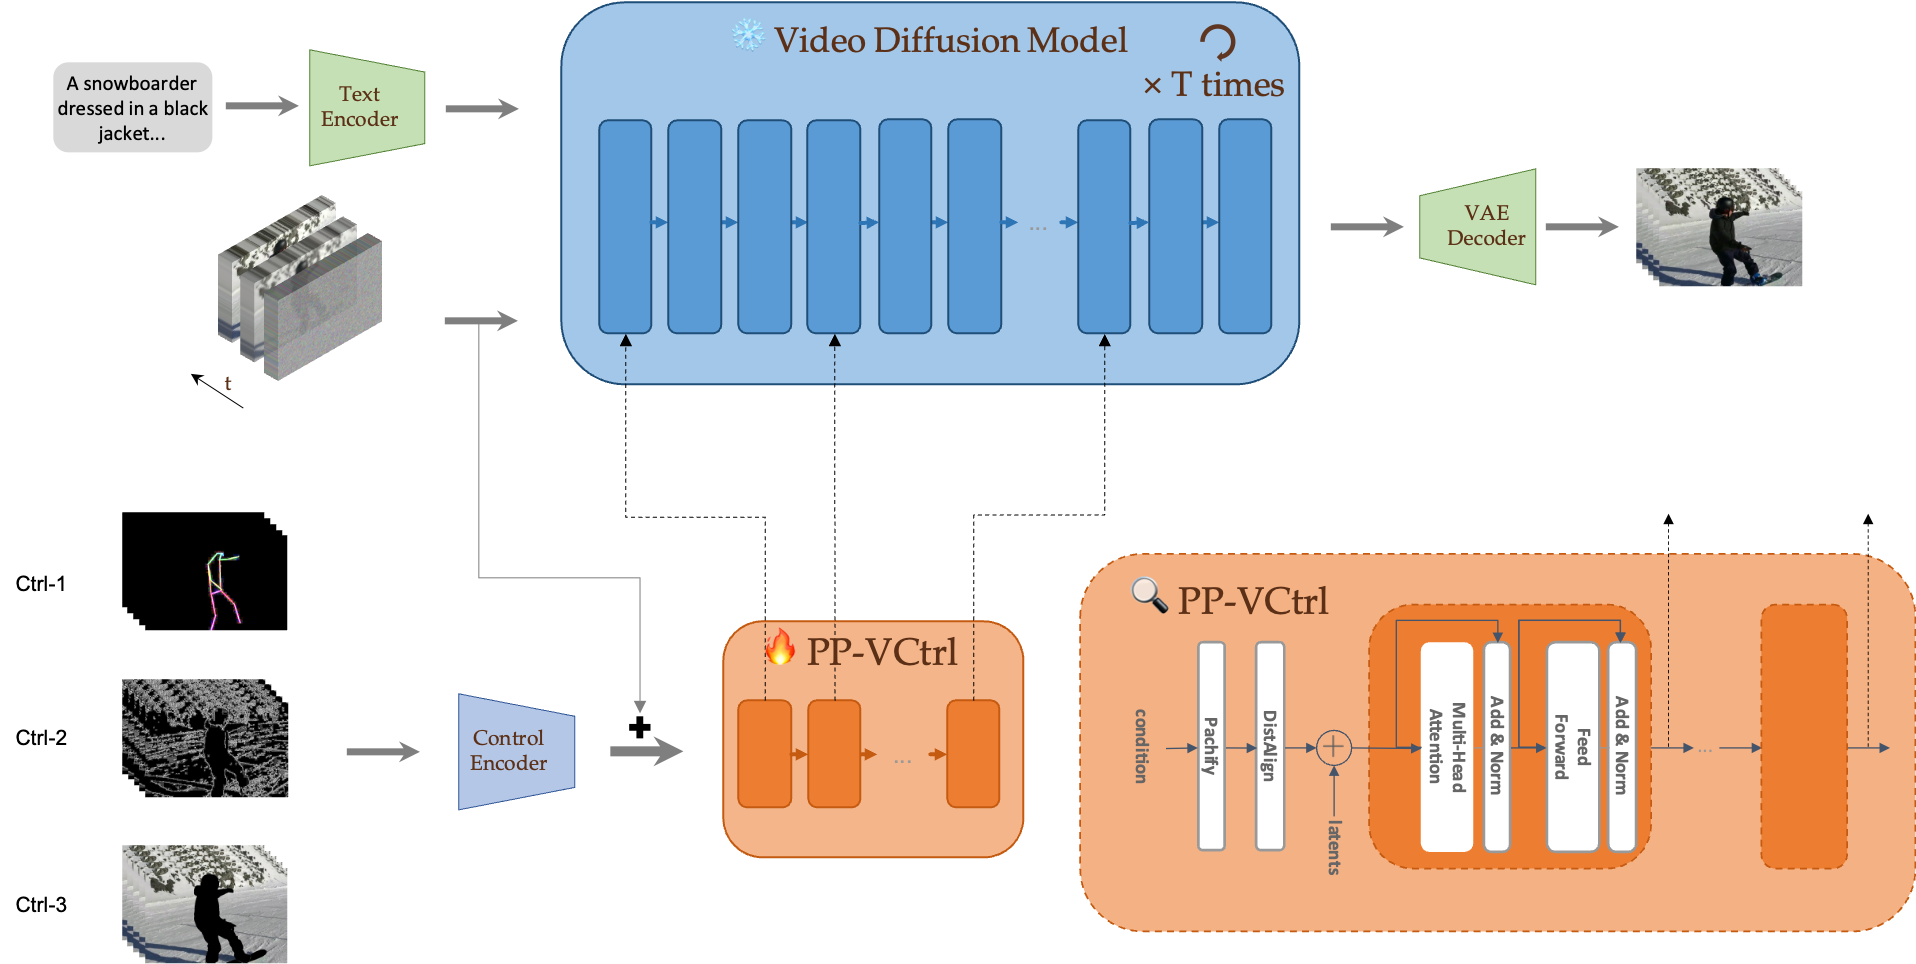 Video Diffusion Model
× T times
A snowboarder
dressed in a black
jacket...
Text
Encoder
VAE
Decoder
...
t
Ctrl-1
Ctrl-2
Ctrl-3
Control
Encoder
PP-VCtrl
...
PP-VCtrl
condition
Pachify
DistAlign
latents
Multi-Head
Attention
Add & Norm
Feed
Forward
Add & Norm
...